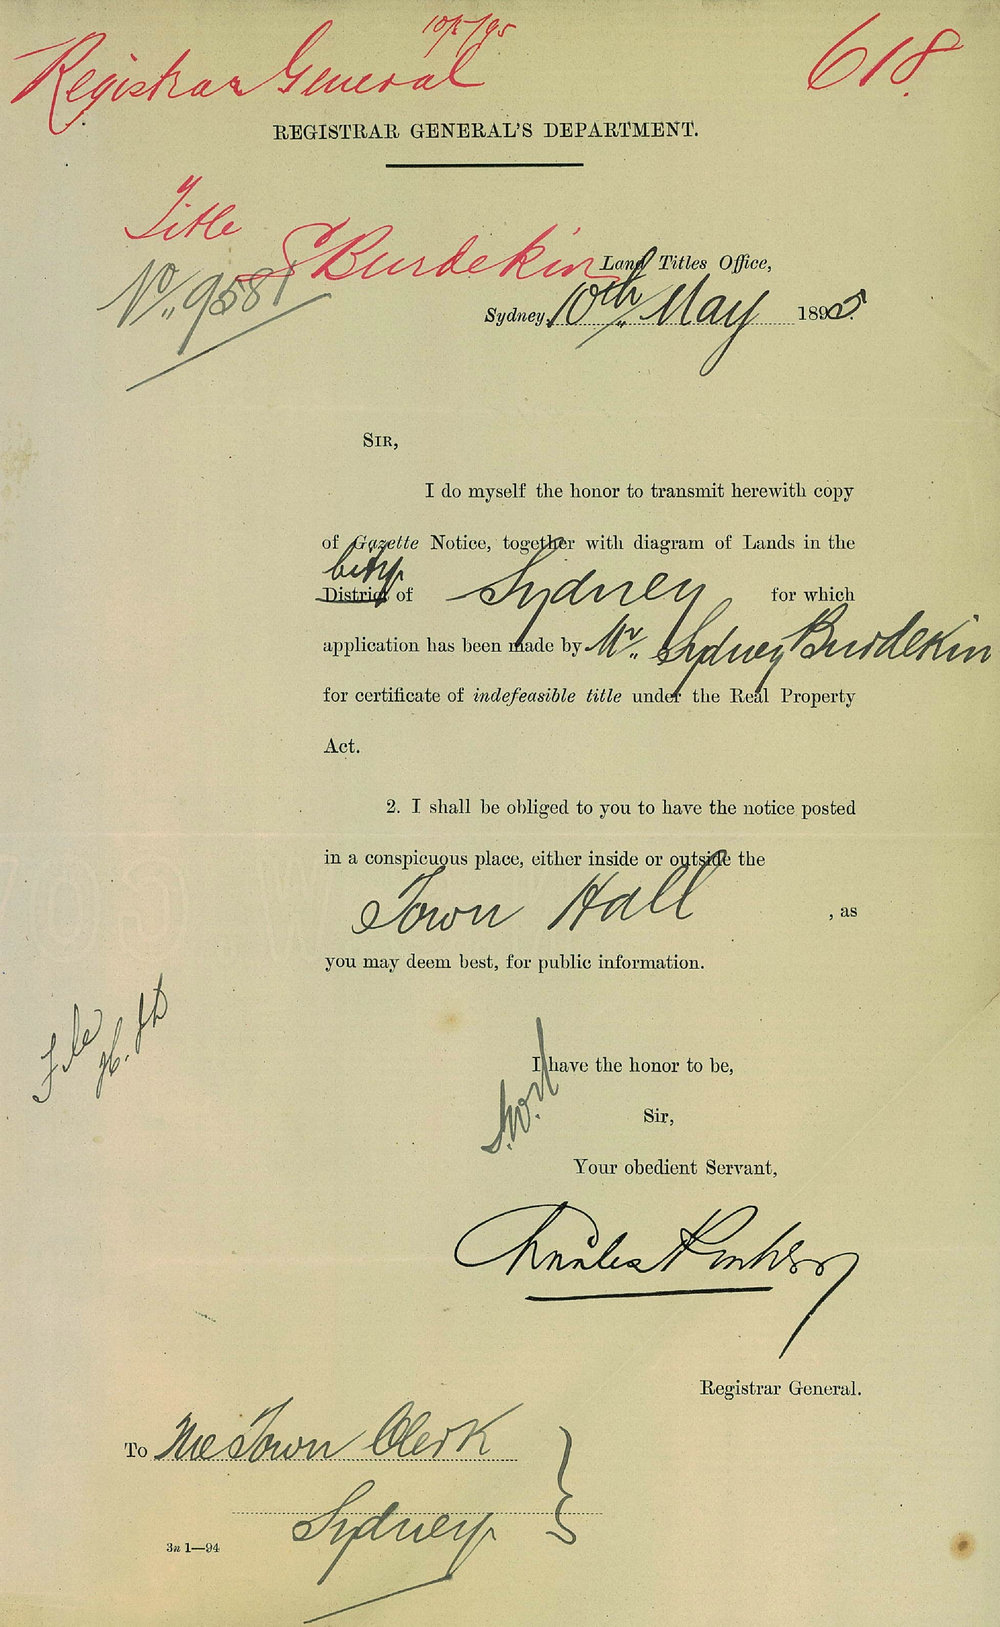 10/5/95
Registrar General
618.
REGISTRAR GENERAL'S DEPARTMENT.
Title
S Burdekin
No. 9581
Land Titles Office,
Sydney, 10th May 1895.
SIR,
I do myself the honor to transmit herewith copy
of Gazette Notice, together with diagram of Lands in the
City
District of Sydney for which
application has been made by Mr. Sydney Burdekin
for certificate of indefeasible title under the Real Property
Act.
2. I shall be obliged to you to have the notice posted
in a conspicuous place, either inside or outside the
Town Hall , as
you may deem best, for public information.
File
I have the honor to be,
Sir,
Your obedient Servant,
Charles
Registrar General.
To The Town Clerk
Sydney
3n 1—94